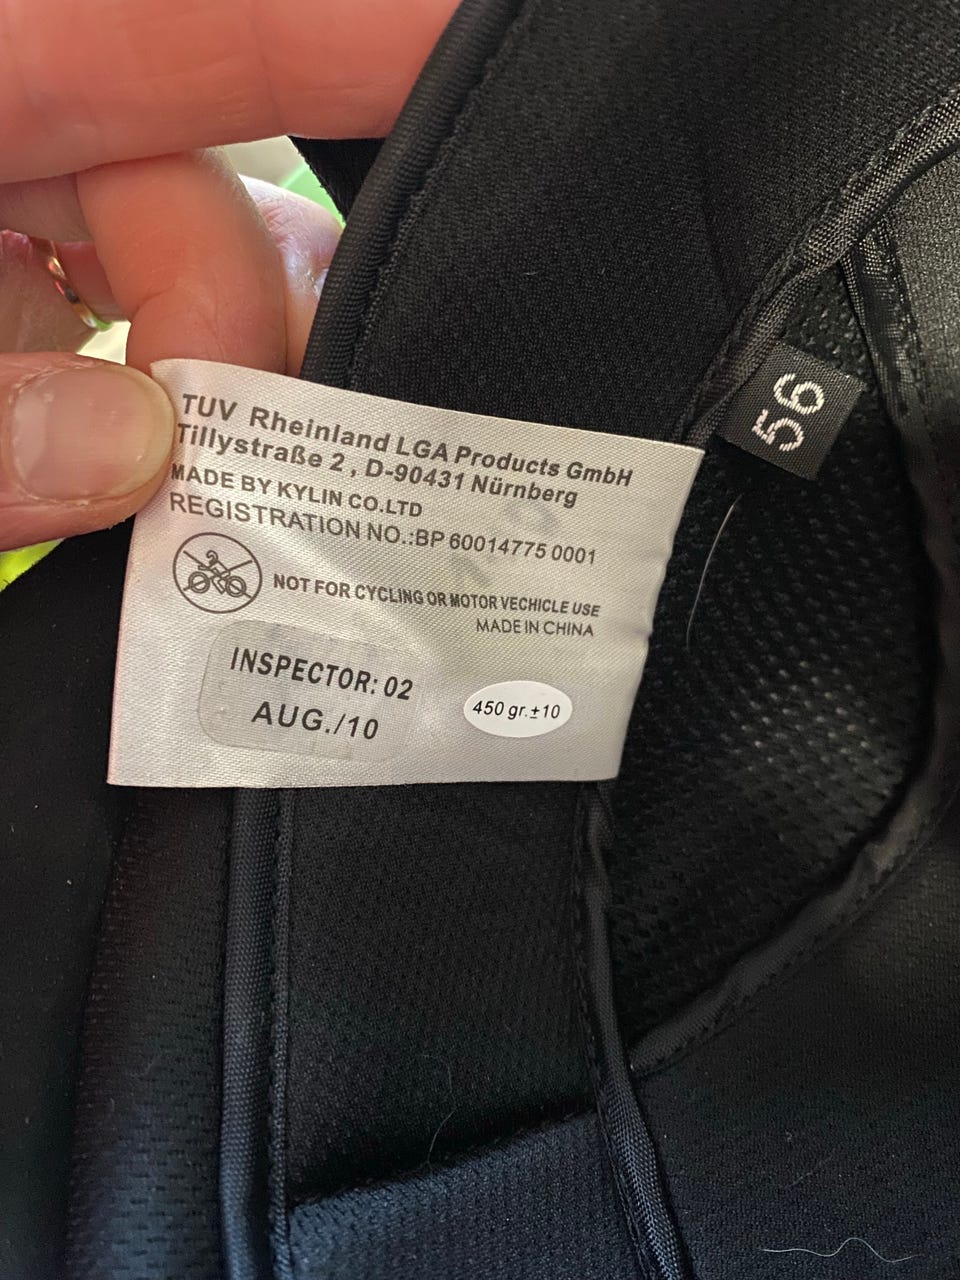 TUV Rheinland LGA Products GmbH
Tillystraße 2 , D-90431 Nürnberg
MADE BY KYLIN CO.LTD
REGISTRATION NO.:BP 60014775 0001
NOT FOR CYCLING OR MOTOR VECHICLE USE
MADE IN CHINA
INSPECTOR: 02
AUG./10
450 gr.±10
56